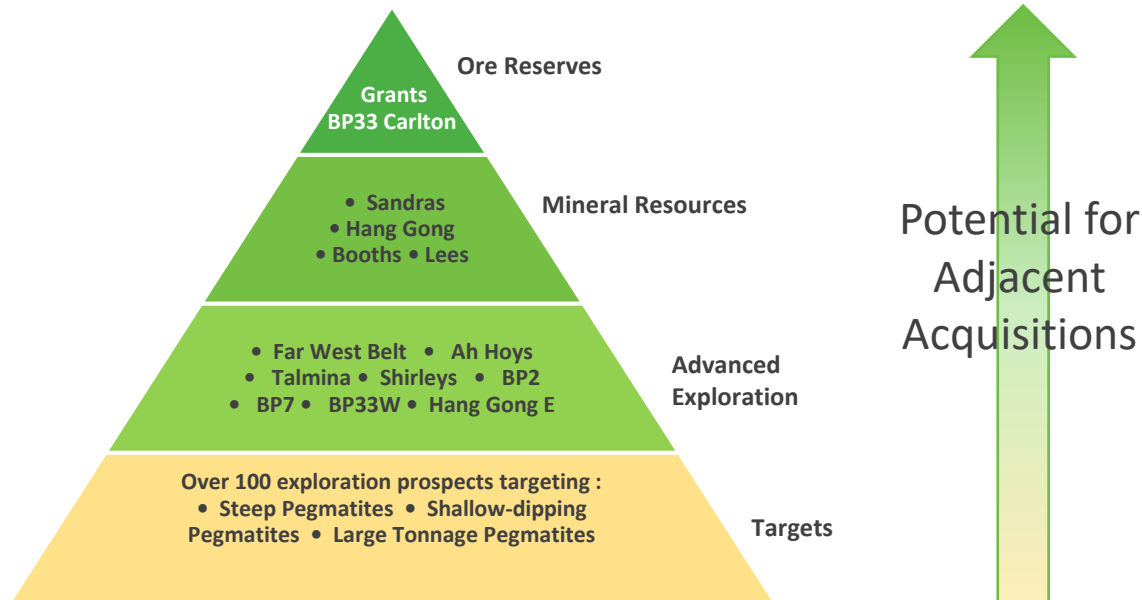 Ore Reserves
Grants
BP33 Carlton
Mineral Resources
• Sandras
• Hang Gong
• Booths • Lees
Advanced
Exploration
• Far West Belt • Ah Hoys
• Talmina • Shirleys • BP2
• BP7 • BP33W • Hang Gong E
Targets
Over 100 exploration prospects targeting :
• Steep Pegmatites • Shallow-dipping
Pegmatites • Large Tonnage Pegmatites
Potential for
Adjacent
Acquisitions